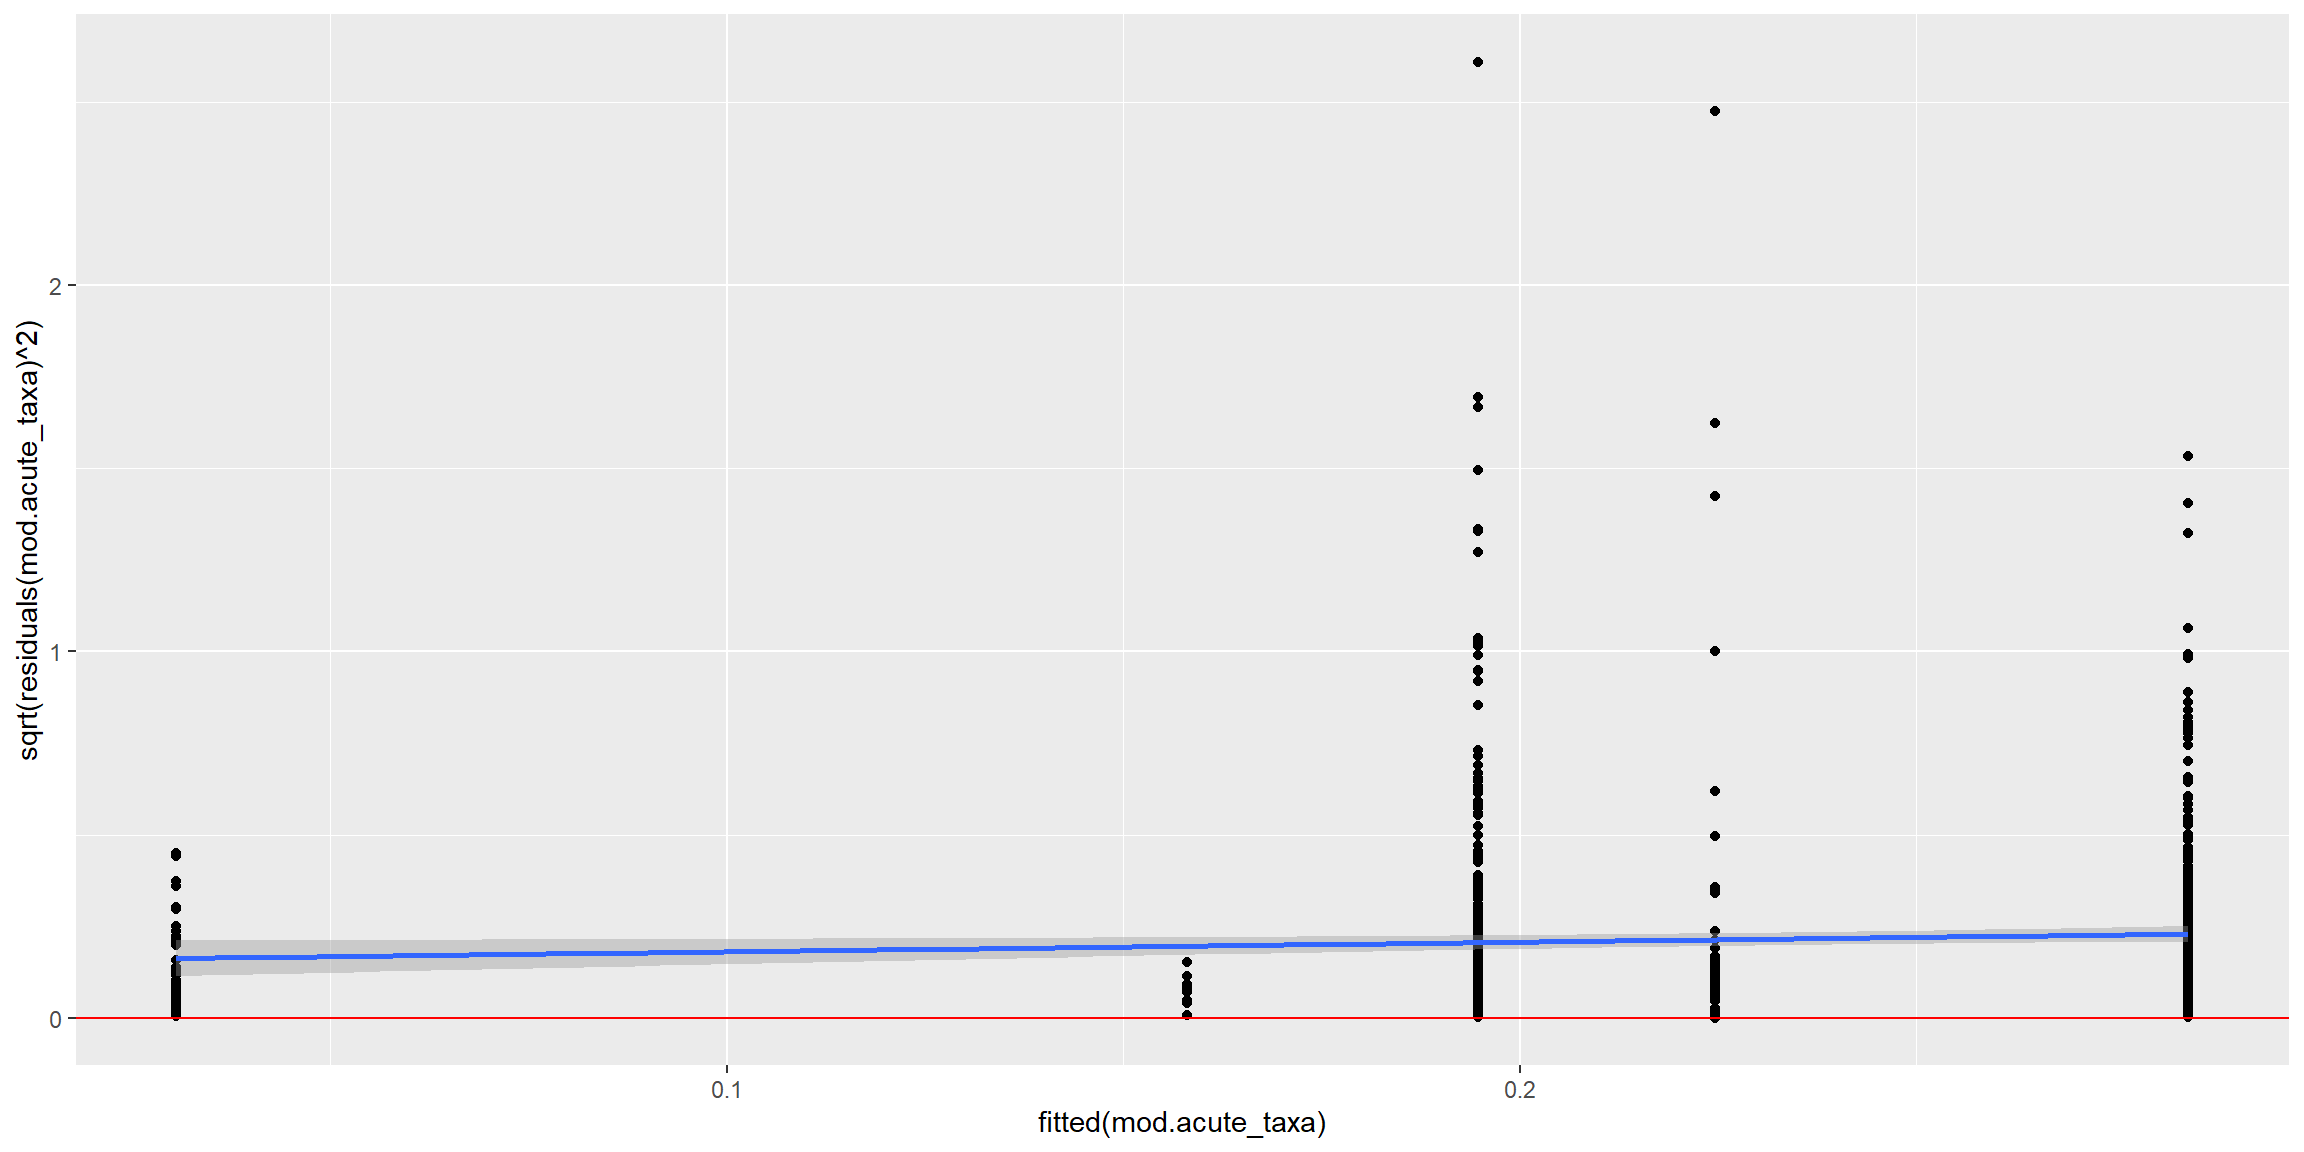 sqrt(residuals(mod.acute_taxa)^2)
2
1
0
0.1
0.2
fitted(mod.acute_taxa)